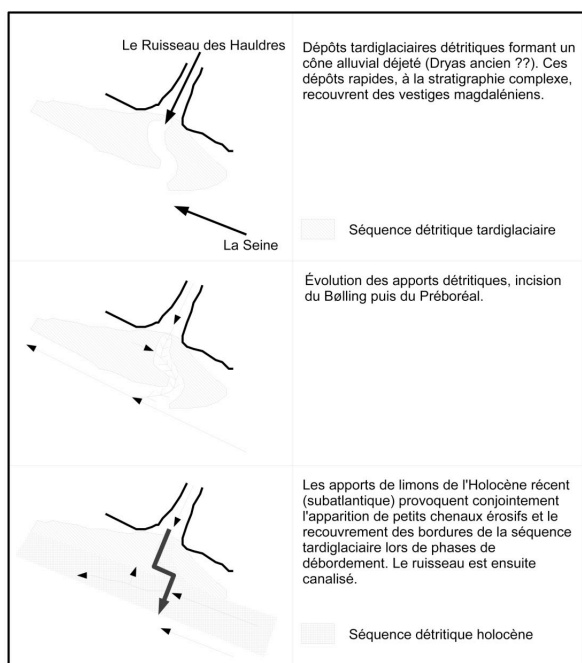 Le Ruisseau des Hauldres
La Seine
Dépôts tardiglaciaires détritiques formant un
cône alluvial déjeté (Dryas ancien ??). Ces
dépôts rapides, à la stratigraphie complexe,
recouvrent des vestiges magdaléniens.
Séquence détritique tardiglaciaire
Évolution des apports détritiques, incision
du Bølling puis du Préboréal.
Les apports de limons de l'Holocène récent
(subatlantique) provoquent conjointement
l'apparition de petits chenaux érosifs et le
recouvrement des bordures de la séquence
tardiglaciaire lors de phases de
débordement. Le ruisseau est ensuite
canalisé.
Séquence détritique holocène